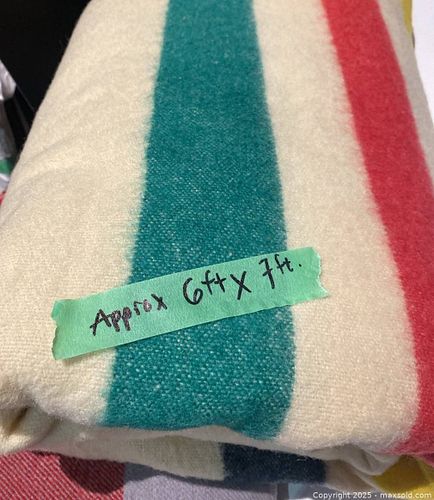 Approx 6ft x 7ft.
Copyright 2025 - maxsold.com